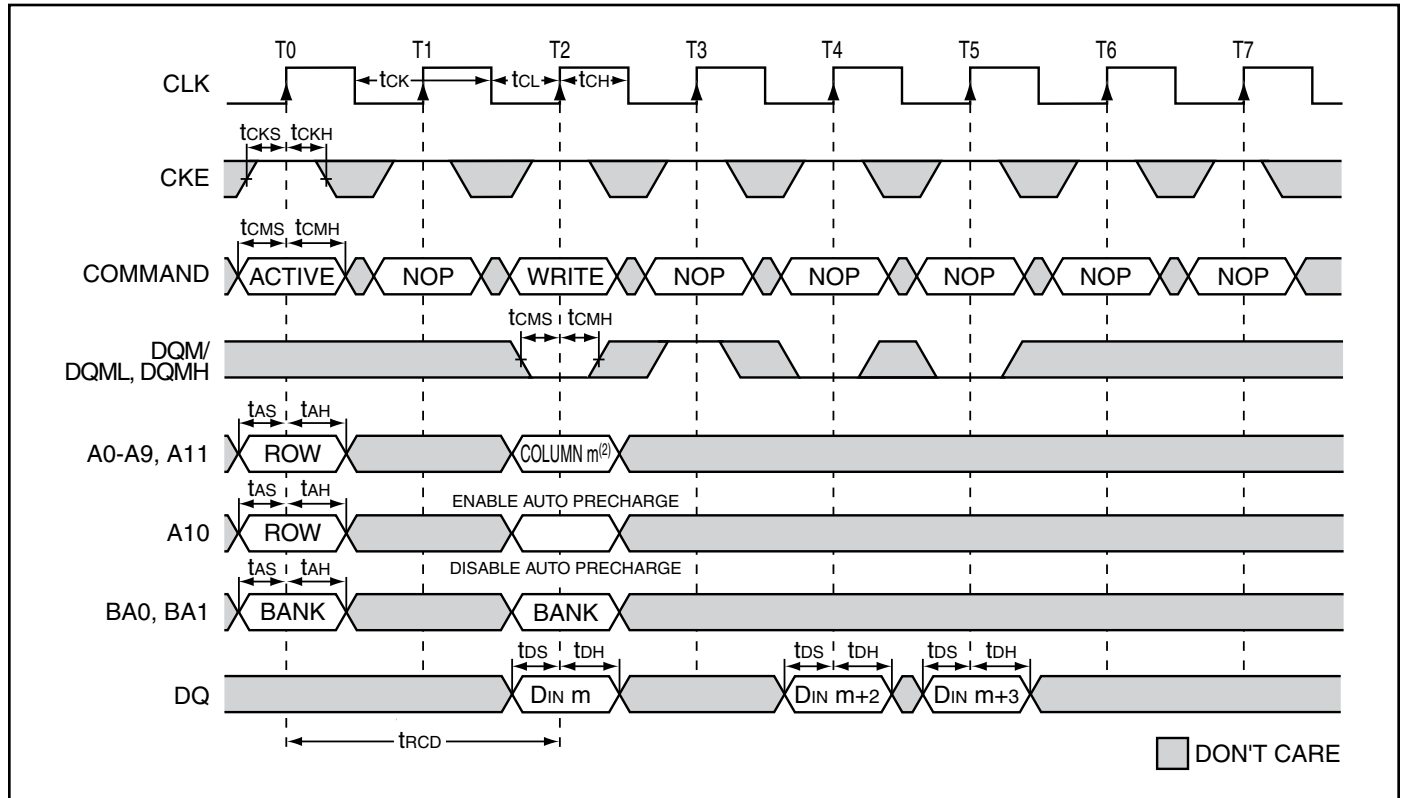 T0 T1 T2 T3 T4 T5 T6 T7
CLK tCK tCL tCH
tCKS tCKH
CKE
tCMS tCMH
COMMAND ACTIVE NOP WRITE NOP NOP NOP NOP NOP
tCMS tCMH
DQM/
DQML, DQMH
tAS tAH
A0-A9, A11 ROW COLUMN m(2)
tAS tAH ENABLE AUTO PRECHARGE
A10 ROW
tAS tAH DISABLE AUTO PRECHARGE
BA0, BA1 BANK BANK
tDS tDH tDS tDH tDS tDH
DQ DIN m DIN m+2 DIN m+3
tRCD
DON'T CARE